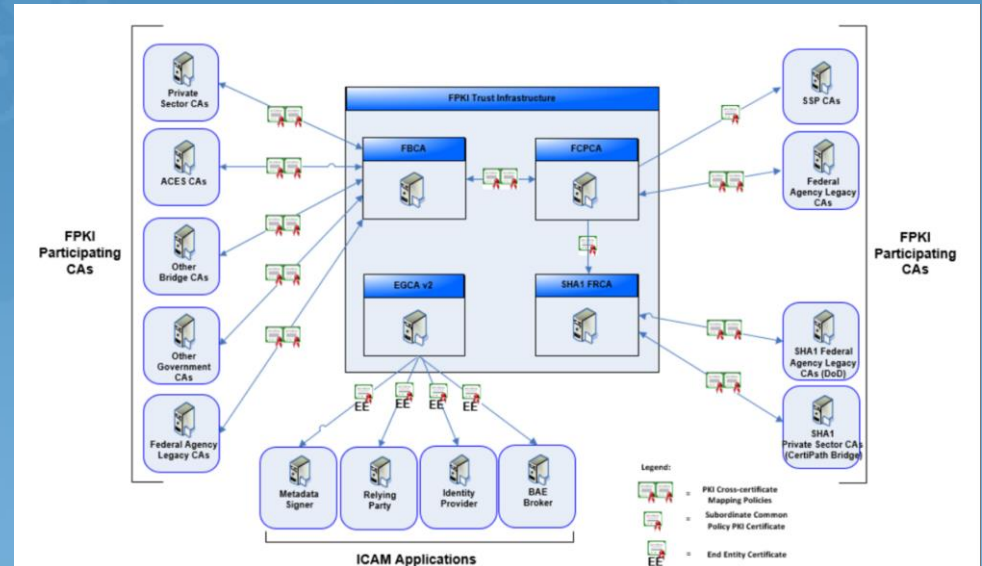 FPKI
Participating
CAs
Private
Sector CAs
ACES CAs
Other
Bridge CAs
Other
Government
CAs
Federal Agency
Legacy CAs
FPKI Trust Infrastructure
FBCA
FCPCA
EGCA v2
SHA1 FRCA
SSP CAs
Federal
Agency Legacy
CAs
SHA1 Federal
Agency Legacy
CAs (DoD)
SHA1
Private Sector CAs
(CertiPath Bridge)
FPKI
Participating
CAs
EE
EE
EE
EE
Metadata
Signer
Relying
Party
Identity
Provider
BAE
Broker
ICAM Applications
Legend:
= PKI Cross-certificate
Mapping Policies
= Subordinate Common
Policy PKI Certificate
EE = End Entity Certificate